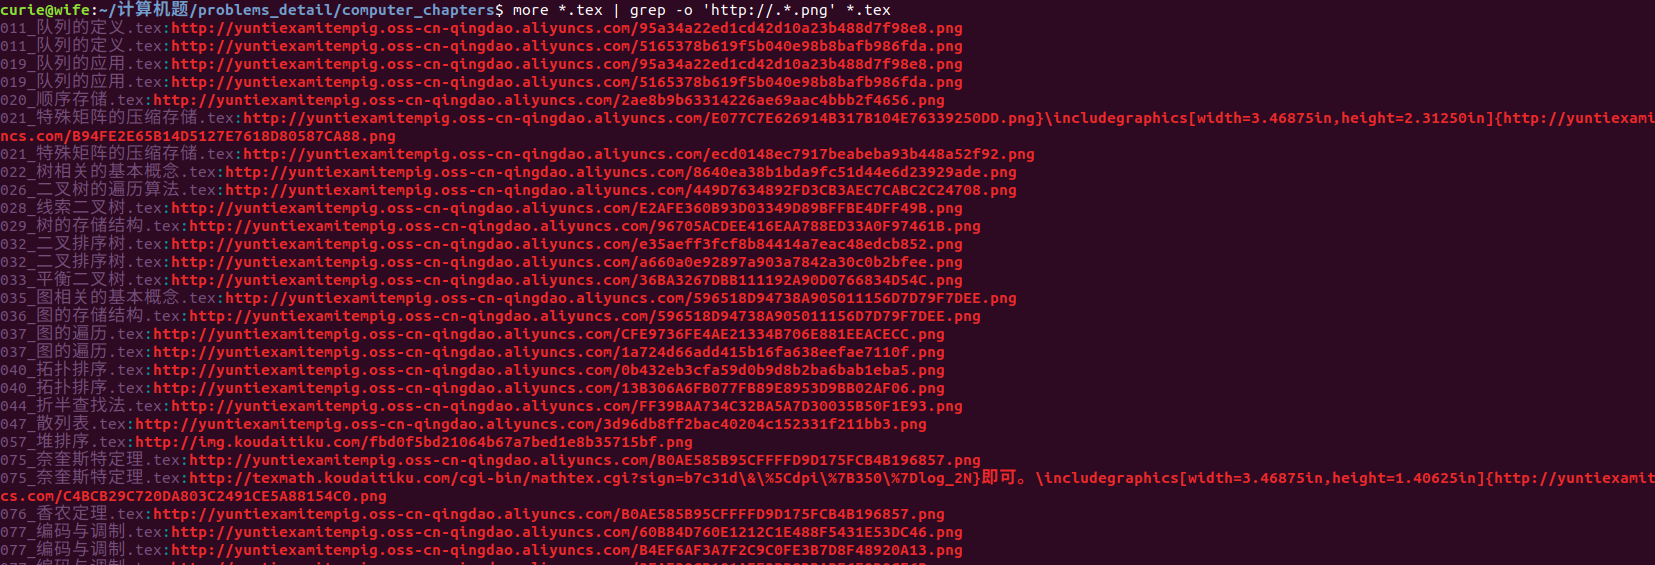 curie@wife:~/计算机题/problems_detail/computer_chapters$ more *.tex | grep -o 'http://.*.png' *.tex
011_队列的定义.tex:http://yuntiexamitempig.oss-cn-qingdao.aliyuncs.com/95a34a22ed1cd42d10a23b488d7f98e8.png
011_队列的定义.tex:http://yuntiexamitempig.oss-cn-qingdao.aliyuncs.com/5165378b619f5b040e98b8bafb986fda.png
019_队列的应用.tex:http://yuntiexamitempig.oss-cn-qingdao.aliyuncs.com/95a34a22ed1cd42d10a23b488d7f98e8.png
019_队列的应用.tex:http://yuntiexamitempig.oss-cn-qingdao.aliyuncs.com/5165378b619f5b040e98b8bafb986fda.png
020_顺序存储.tex:http://yuntiexamitempig.oss-cn-qingdao.aliyuncs.com/2ae8b9b63314226ae69aac4bbb2f4656.png
021_特殊矩阵的压缩存储.tex:http://yuntiexamitempig.oss-cn-qingdao.aliyuncs.com/E077C7E626914B317B104E76339250DD.png}\includegraphics[width=3.46875in,height=2.31250in]{http://yuntiexami
ncs.com/B94FE2E65B14D5127E7618D80587CA88.png
021_特殊矩阵的压缩存储.tex:http://yuntiexamitempig.oss-cn-qingdao.aliyuncs.com/ecd0148ec7917beabeba93b448a52f92.png
022_树相关的基本概念.tex:http://yuntiexamitempig.oss-cn-qingdao.aliyuncs.com/8640ea38b1bda9fc51d44e6d23929ade.png
026_二叉树的遍历算法.tex:http://yuntiexamitempig.oss-cn-qingdao.aliyuncs.com/449D7634892FD3CB3AEC7CABC2C24708.png
028_线索二叉树.tex:http://yuntiexamitempig.oss-cn-qingdao.aliyuncs.com/E2AFE360B93D03349D89BFFBE4DFF49B.png
029_树的存储结构.tex:http://yuntiexamitempig.oss-cn-qingdao.aliyuncs.com/96705ACDEE416EAA788ED33A0F97461B.png
032_二叉排序树.tex:http://yuntiexamitempig.oss-cn-qingdao.aliyuncs.com/e35aeff3fcf8b84414a7eac48edcb852.png
032_二叉排序树.tex:http://yuntiexamitempig.oss-cn-qingdao.aliyuncs.com/a660a0e92897a903a7842a30c0b2bfee.png
033_平衡二叉树.tex:http://yuntiexamitempig.oss-cn-qingdao.aliyuncs.com/36BA3267DBB111192A90D0766834D54C.png
035_图相关的基本概念.tex:http://yuntiexamitempig.oss-cn-qingdao.aliyuncs.com/596518D94738A905011156D7D79F7DEE.png
036_图的存储结构.tex:http://yuntiexamitempig.oss-cn-qingdao.aliyuncs.com/596518D94738A905011156D7D79F7DEE.png
037_图的遍历.tex:http://yuntiexamitempig.oss-cn-qingdao.aliyuncs.com/CFE9736FE4AE21334B706E881EEACECC.png
037_图的遍历.tex:http://yuntiexamitempig.oss-cn-qingdao.aliyuncs.com/1a724d66add415b16fa638eefae7110f.png
040_拓扑排序.tex:http://yuntiexamitempig.oss-cn-qingdao.aliyuncs.com/0b432eb3cfa59d0b9d8b2ba6bab1eba5.png
040_拓扑排序.tex:http://yuntiexamitempig.oss-cn-qingdao.aliyuncs.com/13B306A6FB077FB89E8953D9BB02AF06.png
044_折半查找法.tex:http://yuntiexamitempig.oss-cn-qingdao.aliyuncs.com/FF39BAA734C32BA5A7D30035B50F1E93.png
047_散列表.tex:http://yuntiexamitempig.oss-cn-qingdao.aliyuncs.com/3d96db8ff2bac40204c152331f211bb3.png
057_堆排序.tex:http://img.koudaitiku.com/fbd0f5bd21064b67a7bed1e8b35715bf.png
075_奈奎斯特定理.tex:http://yuntiexamitempig.oss-cn-qingdao.aliyuncs.com/B0AE585B95CFFFFD9D175FCB4B196857.png
075_奈奎斯特定理.tex:http://texmath.koudaitiku.com/cgi-bin/mathtex.cgi?sign=b7c31d\&\%5Cdpi\%7B350\%7Dlog_2N}即可。\includegraphics[width=3.46875in,height=1.40625in]{http://yuntiexamit
cs.com/C4BCB29C720DA803C2491CE5A88154C0.png
076_香农定理.tex:http://yuntiexamitempig.oss-cn-qingdao.aliyuncs.com/B0AE585B95CFFFFD9D175FCB4B196857.png
077_编码与调制.tex:http://yuntiexamitempig.oss-cn-qingdao.aliyuncs.com/60B84D760E1212C1E488F5431E53DC46.png
077_编码与调制.tex:http://yuntiexamitempig.oss-cn-qingdao.aliyuncs.com/B4EF6AF3A7F2C9C0FE3B7D8F48920A13.png